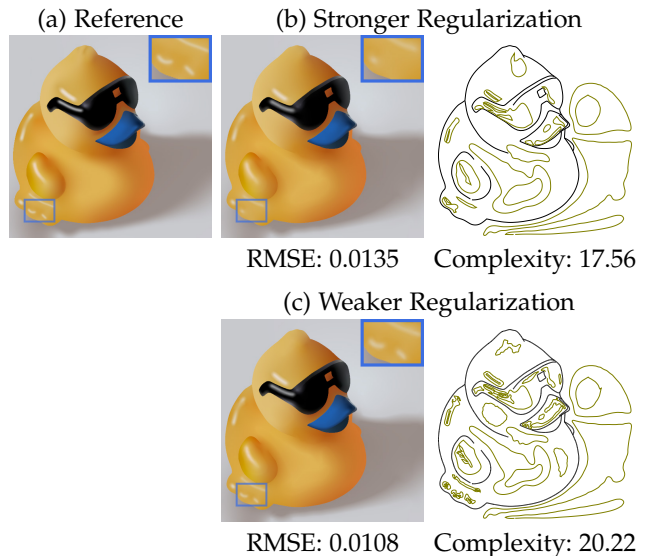 (a) Reference
(b) Stronger Regularization
RMSE: 0.0135
Complexity: 17.56
(c) Weaker Regularization
RMSE: 0.0108
Complexity: 20.22